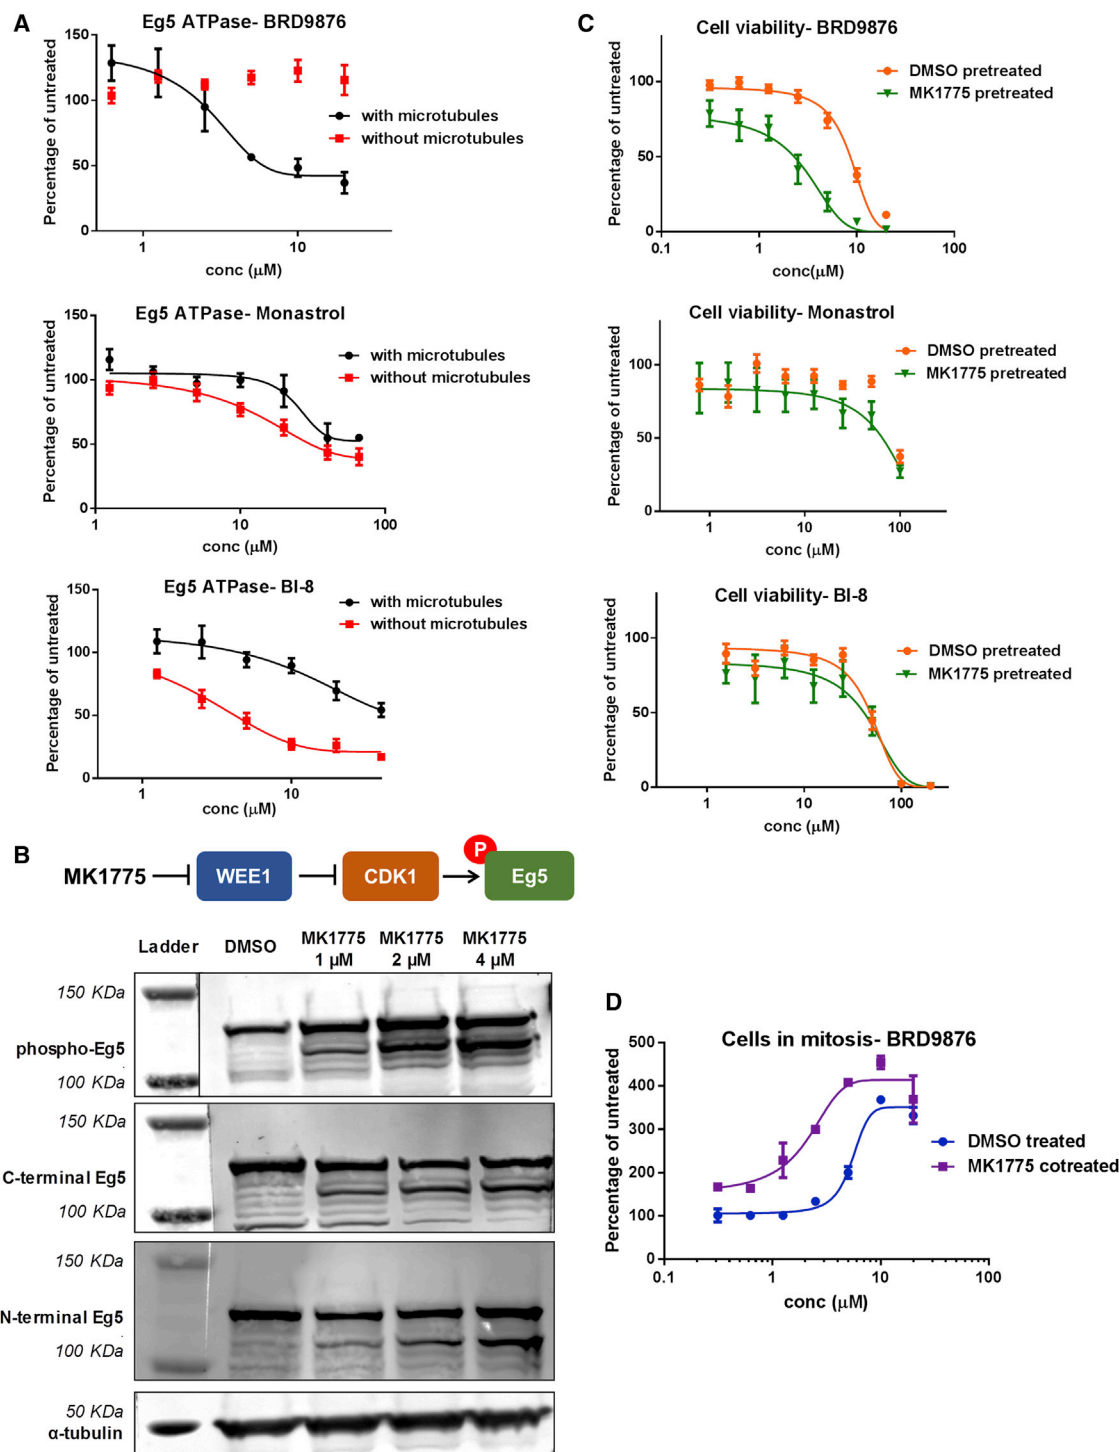 A
Eg5 ATPase- BRD9876
Percentage of untreated
150
100
50
0
1
10
conc (µM)
with microtubules
without microtubules
Eg5 ATPase- Monastrol
Percentage of untreated
150
100
50
0
1
10
100
conc (µM)
with microtubules
without microtubules
Eg5 ATPase- BI-8
Percentage of untreated
150
100
50
0
1
10
conc (µM)
with microtubules
without microtubules
C
Cell viability- BRD9876
Percentage of untreated
100
50
0
0.1
1
10
100
conc(µM)
DMSO pretreated
MK1775 pretreated
Cell viability- Monastrol
Percentage of untreated
100
50
0
1
10
100
conc (µM)
DMSO pretreated
MK1775 pretreated
Cell viability- BI-8
Percentage of untreated
100
50
0
1
10
100
conc (µM)
DMSO pretreated
MK1775 pretreated
B
MK1775
WEE1
CDK1
P
Eg5
Ladder
DMSO
MK1775
1 µM
MK1775
2 µM
MK1775
4 µM
150 KDa
phospho-Eg5
100 KDa
150 KDa
C-terminal Eg5
100 KDa
150 KDa
N-terminal Eg5
100 KDa
50 KDa
α-tubulin
D
Cells in mitosis- BRD9876
Percentage of untreated
500
400
300
200
100
0
0.1
1
10
100
conc (µM)
DMSO treated
MK1775 cotreated